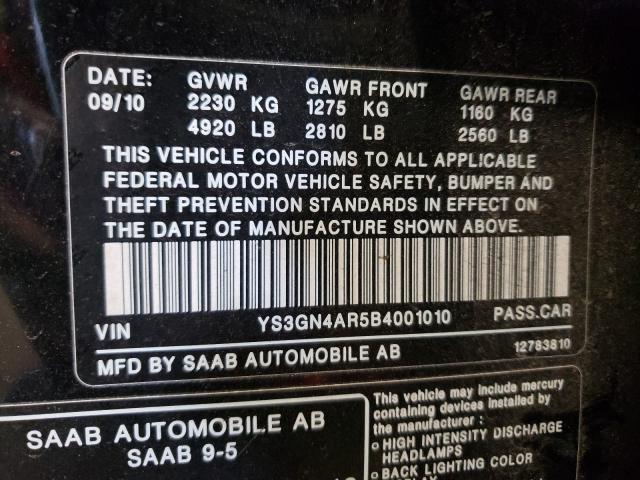 DATE: GVWR GAWR FRONT GAWR REAR
09/10 2230 KG 1275 KG 1160 KG
4920 LB 2810 LB 2560 LB
THIS VEHICLE CONFORMS TO ALL APPLICABLE
FEDERAL MOTOR VEHICLE SAFETY, BUMPER AND
THEFT PREVENTION STANDARDS IN EFFECT ON
THE DATE OF MANUFACTURE SHOWN ABOVE.
VIN YS3GN4AR5B4001010 PASS.CAR
MFD BY SAAB AUTOMOBILE AB 12783810
SAAB AUTOMOBILE AB
SAAB 9-5
This vehicle may include mercury
containing devices installed by
the manufacturer :
o HIGH INTENSITY DISCHARGE
HEADLAMPS
o BACK LIGHTING COLOR